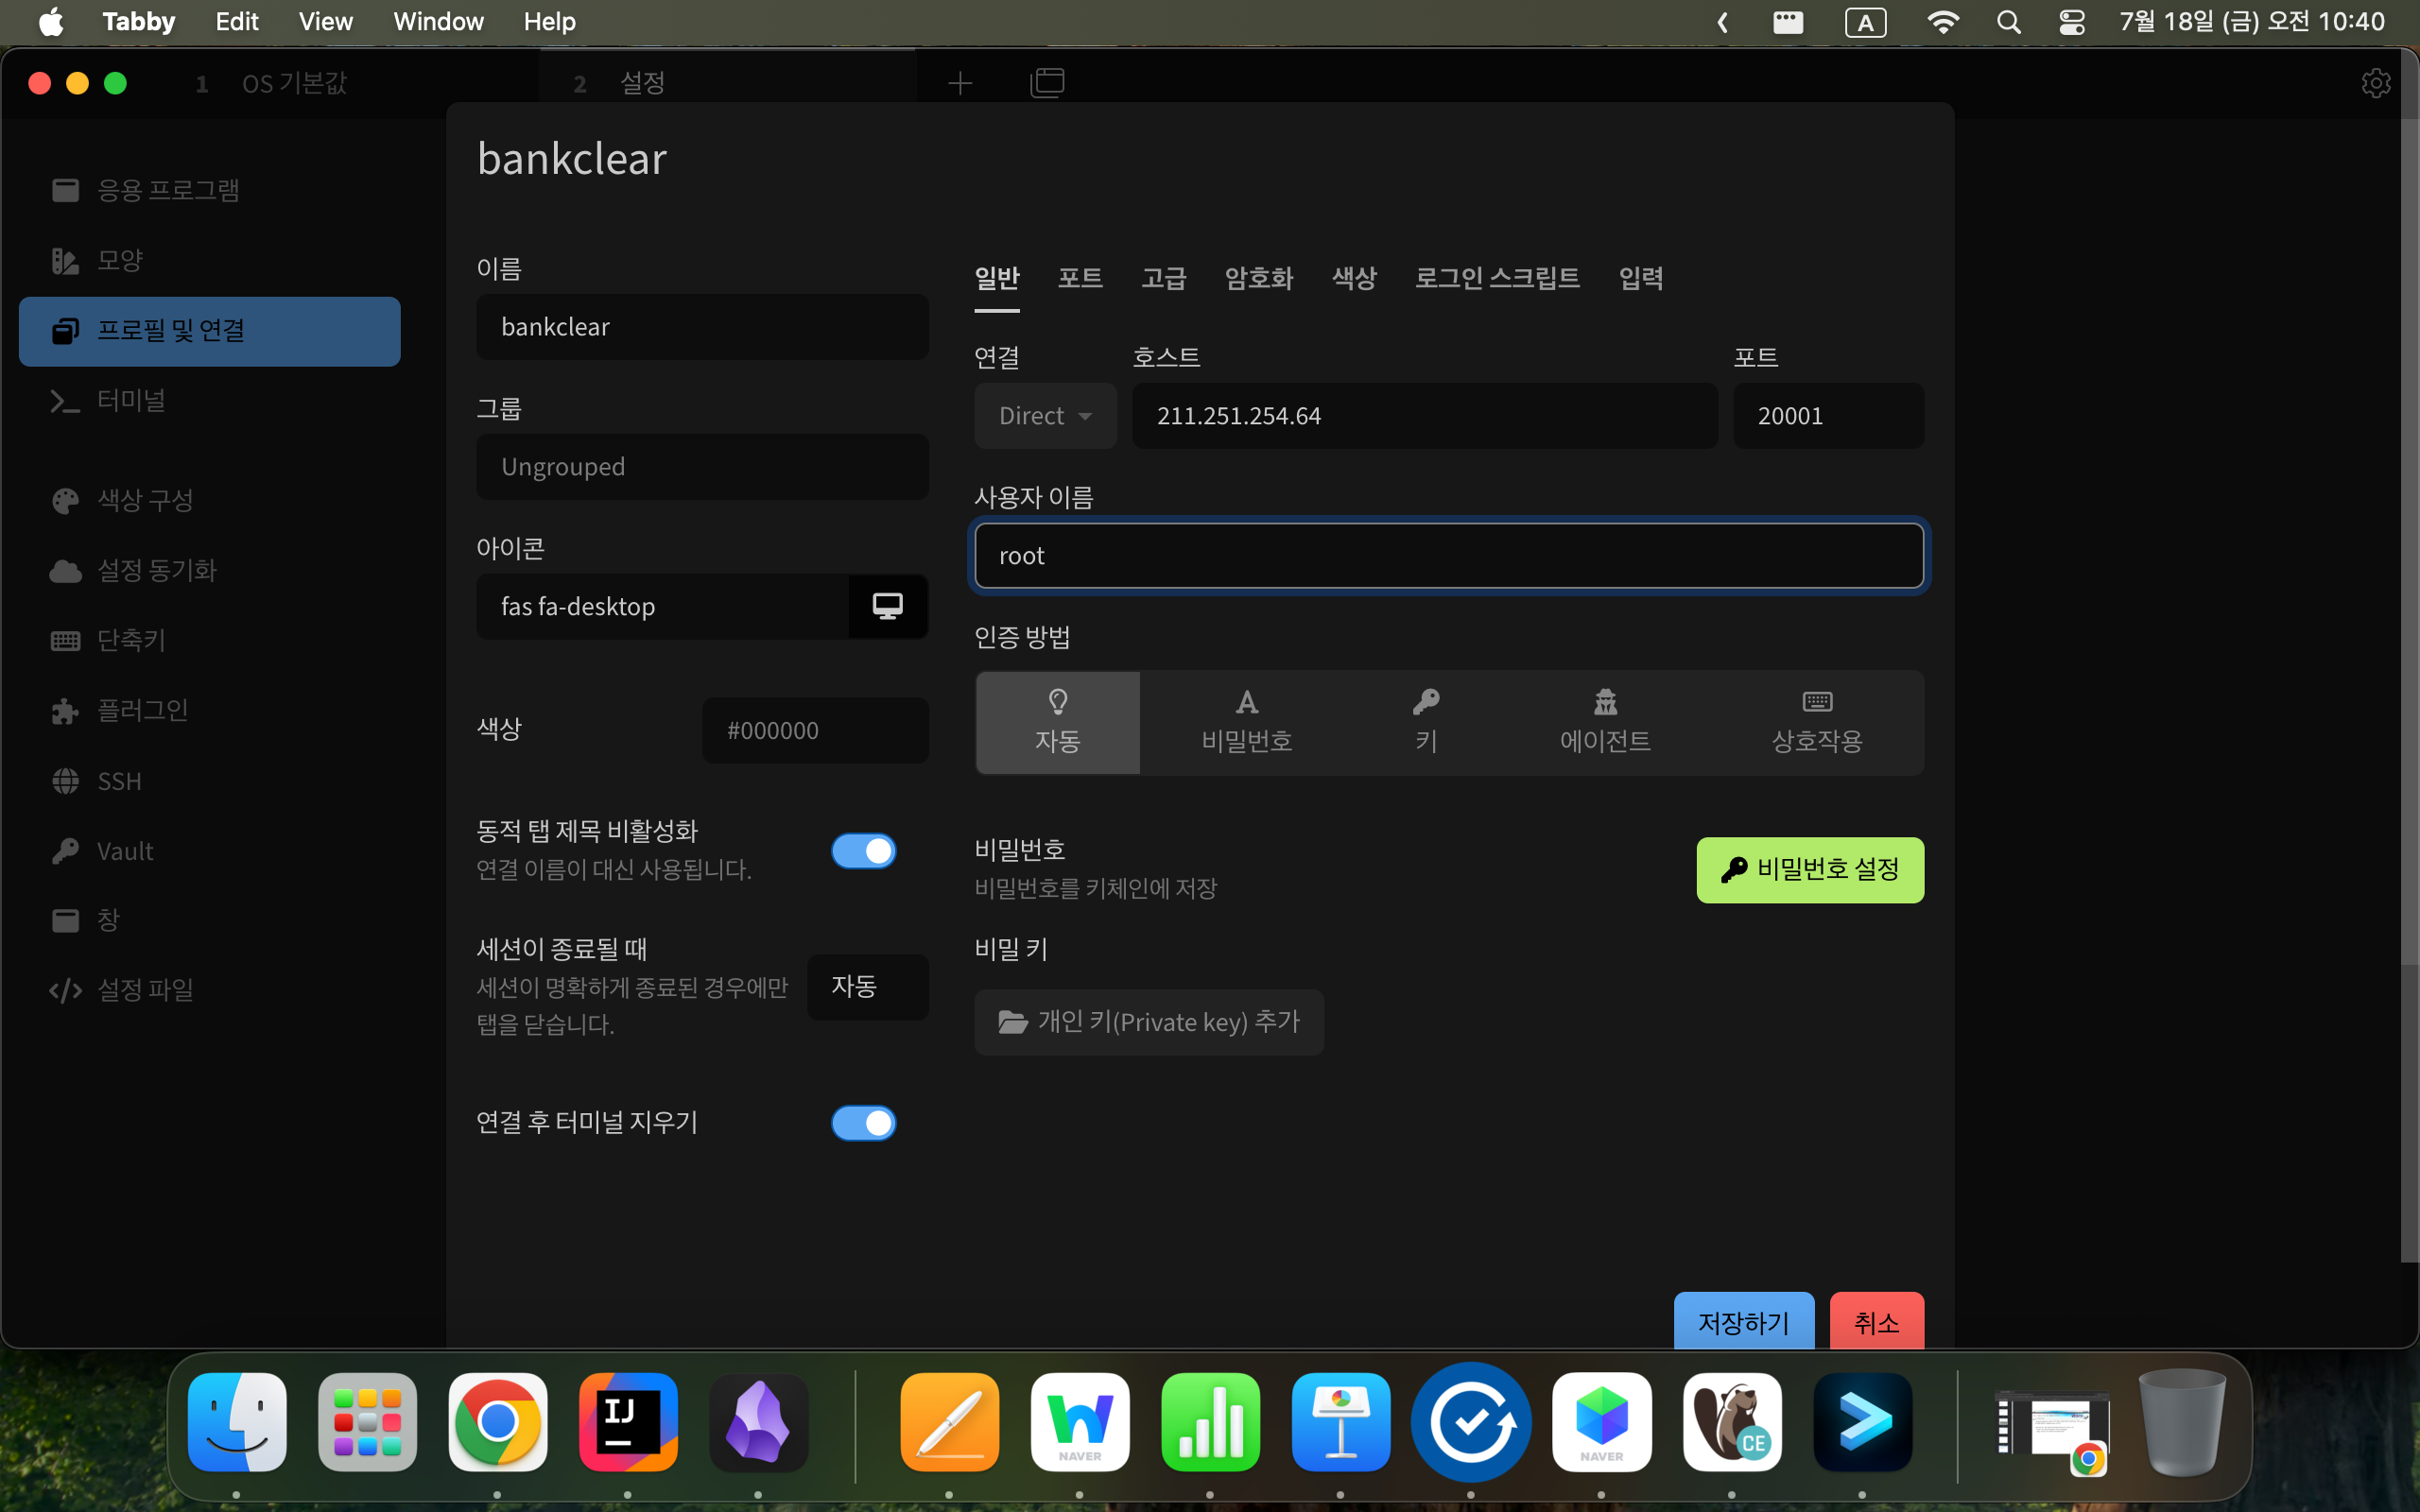 Tabby Edit View Window Help
A
7월 18일 (금) 오전 10:40
1 OS 기본값
2 설정
응용 프로그램
모양
프로필 및 연결
터미널
색상 구성
설정 동기화
단축키
플러그인
SSH
Vault
창
설정 파일
bankclear
이름
bankclear
그룹
Ungrouped
아이콘
fas fa-desktop
색상
#000000
동적 탭 제목 비활성화
연결 이름이 대신 사용됩니다.
세션이 종료될 때
세션이 명확하게 종료된 경우에만
탭을 닫습니다.
자동
연결 후 터미널 지우기
일반 포트 고급 암호화 색상 로그인 스크립트 입력
연결 호스트 포트
Direct 211.251.254.64 20001
사용자 이름
root
인증 방법
자동 비밀번호 키 에이전트 상호작용
비밀번호
비밀번호를 키체인에 저장
비밀번호 설정
비밀 키
개인 키(Private key) 추가
저장하기 취소
IJ
NAVER
NAVER
CE